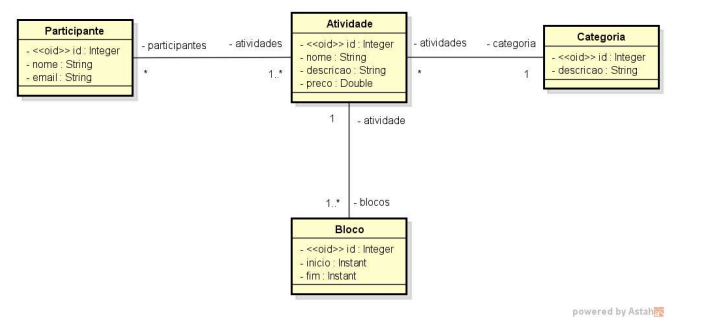 Participante
- <<oid>> id : Integer
- nome : String
- email : String
- participantes
*
- atividades
1..*
Atividade
- <<oid>> id : Integer
- nome : String
- descricao : String
- preco : Double
- atividades
*
- categoria
1
Categoria
- <<oid>> id : Integer
- descricao : String
1
- atividade
1..*
- blocos
Bloco
- <<oid>> id : Integer
- inicio : Instant
- fim : Instant
powered by Astah